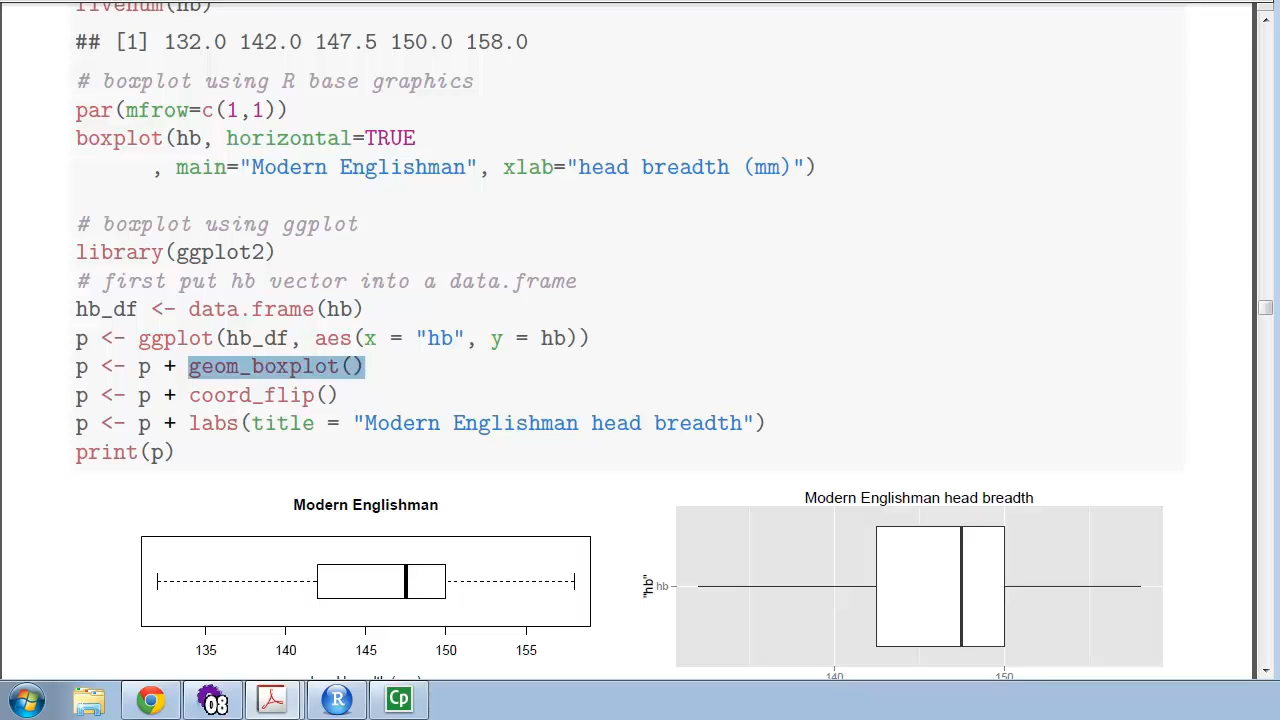 fivenum(hb)
## [1] 132.0 142.0 147.5 150.0 158.0
# boxplot using R base graphics
par(mfrow=c(1,1))
boxplot(hb, horizontal=TRUE
, main="Modern Englishman", xlab="head breadth (mm)")
# boxplot using ggplot
library(ggplot2)
# first put hb vector into a data.frame
hb_df <- data.frame(hb)
p <- ggplot(hb_df, aes(x = "hb", y = hb))
p <- p + geom_boxplot()
p <- p + coord_flip()
p <- p + labs(title = "Modern Englishman head breadth")
print(p)
Modern Englishman
135 140 145 150 155
Modern Englishman head breadth
"hb"
hb
140 150
08
R
Cp